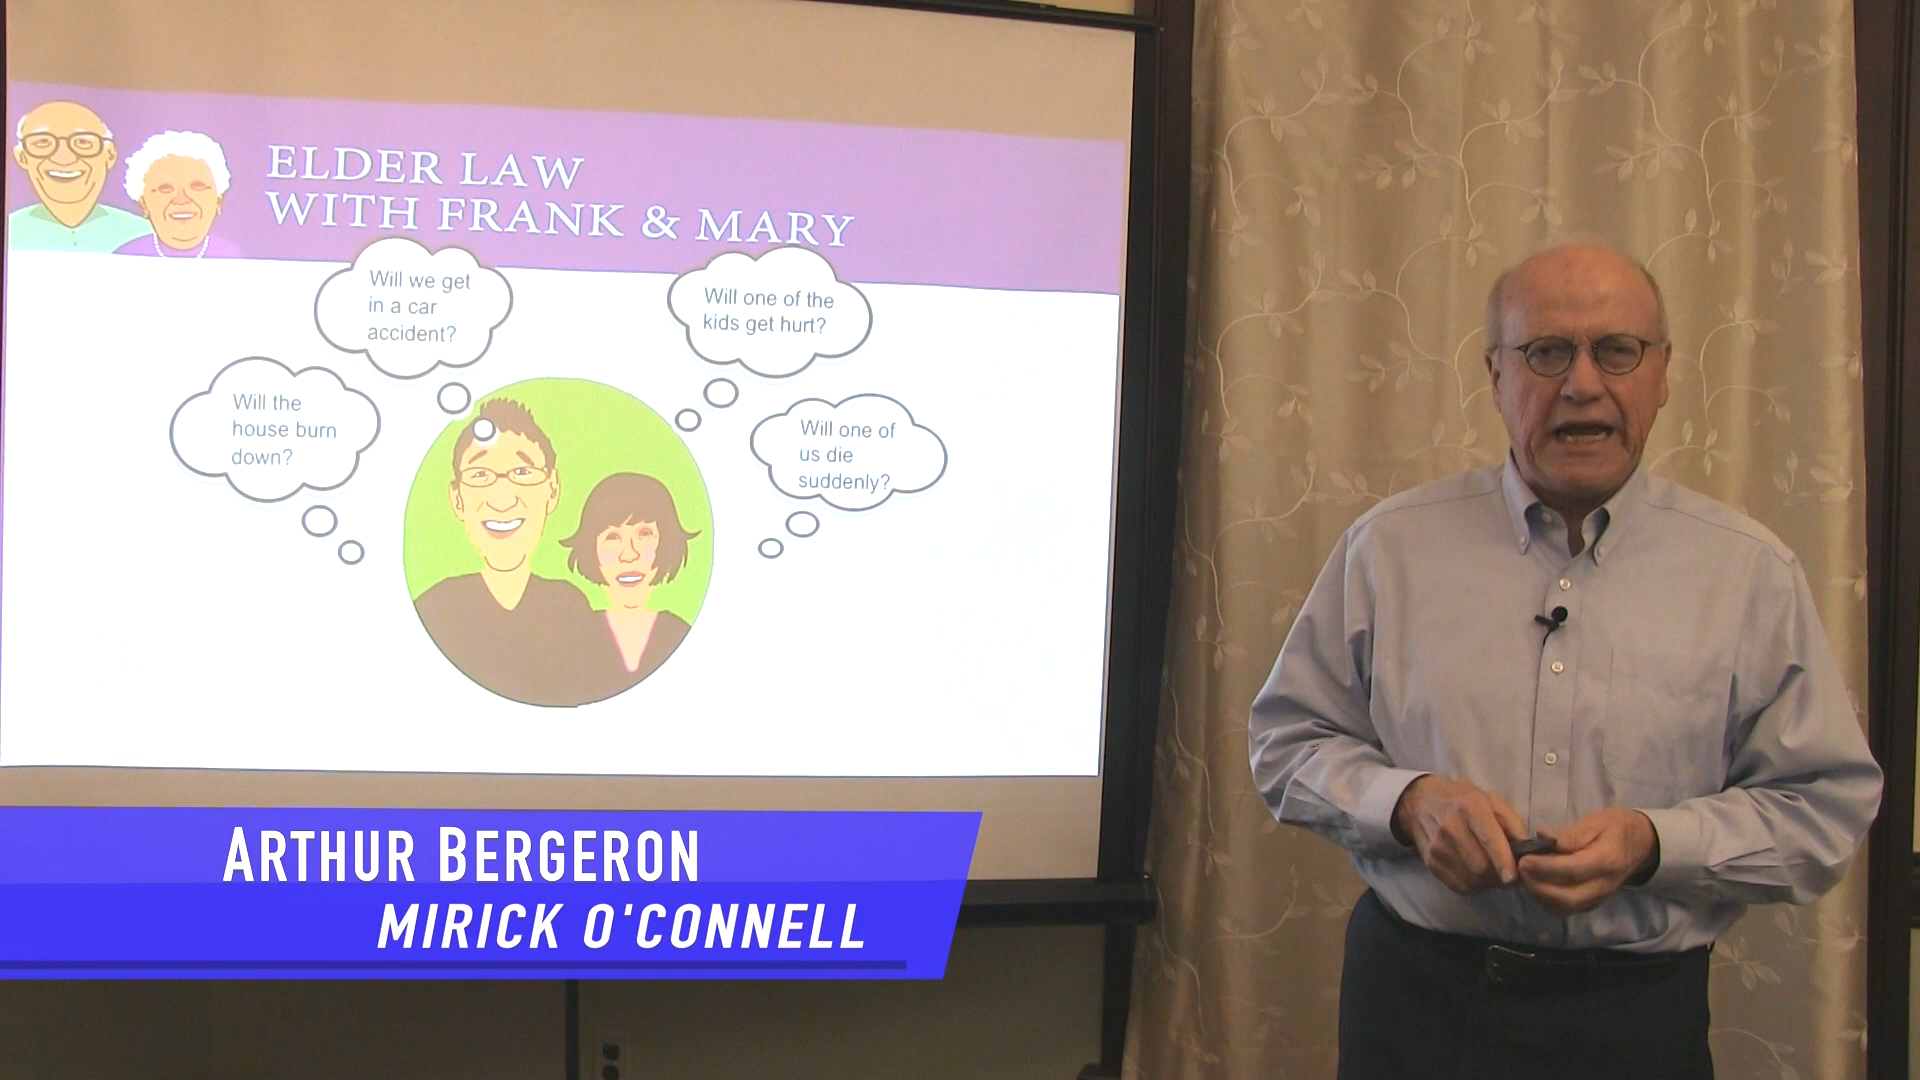 ELDER LAW
WITH FRANK & MARY
Will we get
in a car
accident?
Will one of the
kids get hurt?
Will the
house burn
down?
Will one of
us die
suddenly?
ARTHUR BERGERON
MIRICK O'CONNELL